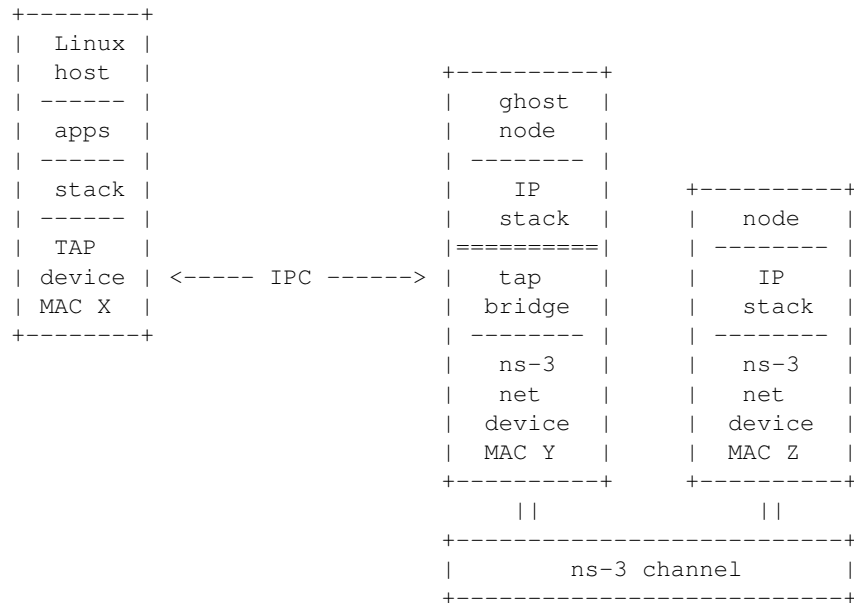 +--------+
|  Linux |
|  host  |                    +----------+
| ------ |                    |   ghost  |
|  apps  |                    |   node   |
| ------ |                    | -------- |
|  stack |                    |    IP    |     +----------+
| ------ |                    |   stack  |     |   node   |
|  TAP   |                    |==========|     | -------- |
| device | <----- IPC ------> |   tap    |     |    IP    |
| MAC X  |                    |  bridge  |     |   stack  |
+--------+                    | -------- |     | -------- |
                              |   ns-3   |     |   ns-3   |
                              |   net    |     |   net    |
                              |  device  |     |  device  |
                              |  MAC Y   |     |  MAC Z   |
                              +----------+     +----------+
                                   ||               ||
                              +---------------------------+
                              |        ns-3 channel       |
                              +---------------------------+